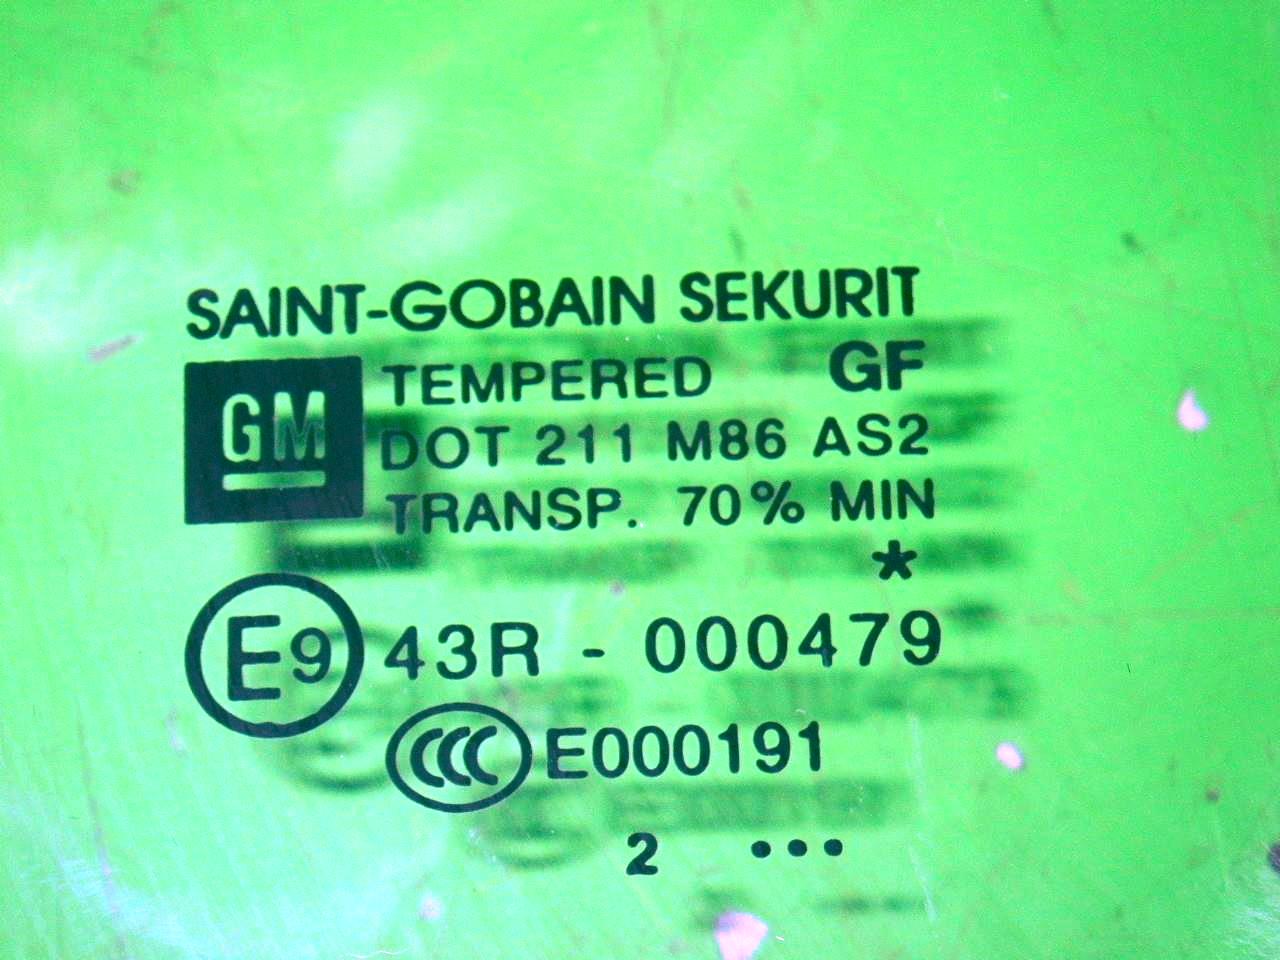 SAINT-GOBAIN SEKURIT
GM TEMPERED GF
DOT 211 M86 AS2
TRANSP. 70% MIN
*
E9 43R - 000479
CCC E000191
2 •••